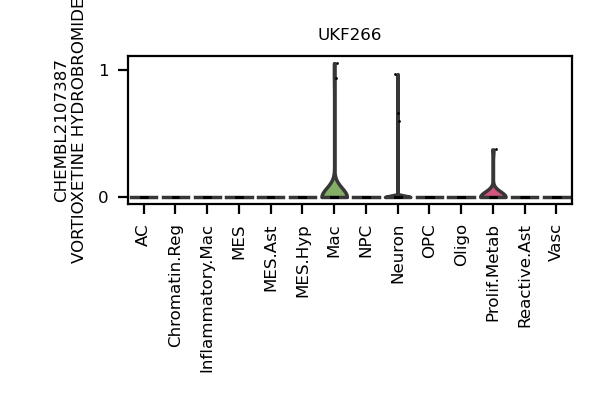 UKF266
CHEMBL2107387
VORTIOXETINE HYDROBROMIDE
1
0
AC
Chromatin.Reg
Inflammatory.Mac
MES
MES.Ast
MES.Hyp
Mac
NPC
Neuron
OPC
Oligo
Prolif.Metab
Reactive.Ast
Vasc